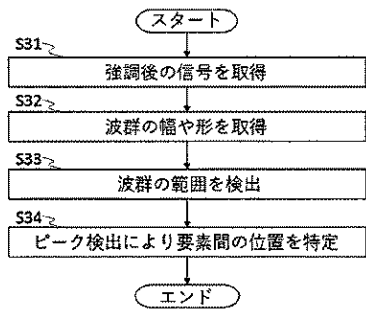 スタート
S31
強調後の信号を取得
S32
波群の幅や形を取得
S33
波群の範囲を検出
S34
ピーク検出により要素間の位置を特定
エンド